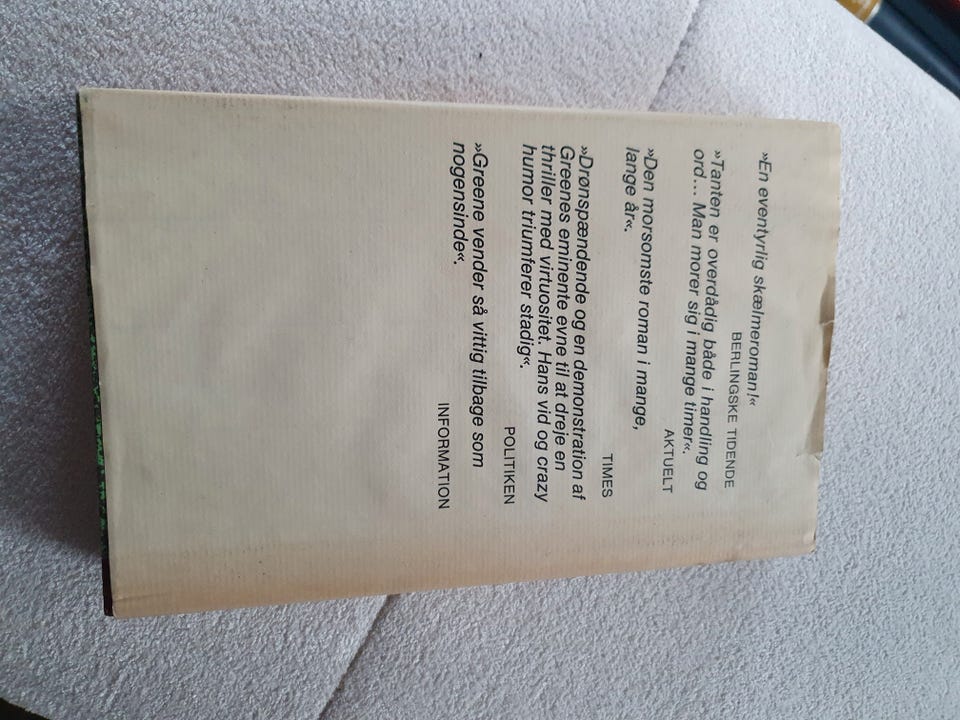 »En eventyrlig skælmeroman!«
BERLINGSKE TIDENDE
»Tanten er overdådig både i handling og
ord... Man morer sig i mange timer«.
AKTUELT
»Den morsomste roman i mange,
lange år«.
TIMES
»Drønspændende og en demonstration af
Greenes eminente evne til at dreje en
thriller med virtuositet. Hans vid og crazy
humor triumferer stadig«.
POLITIKEN
»Greene vender så vittig tilbage som
nogensinde«.
INFORMATION